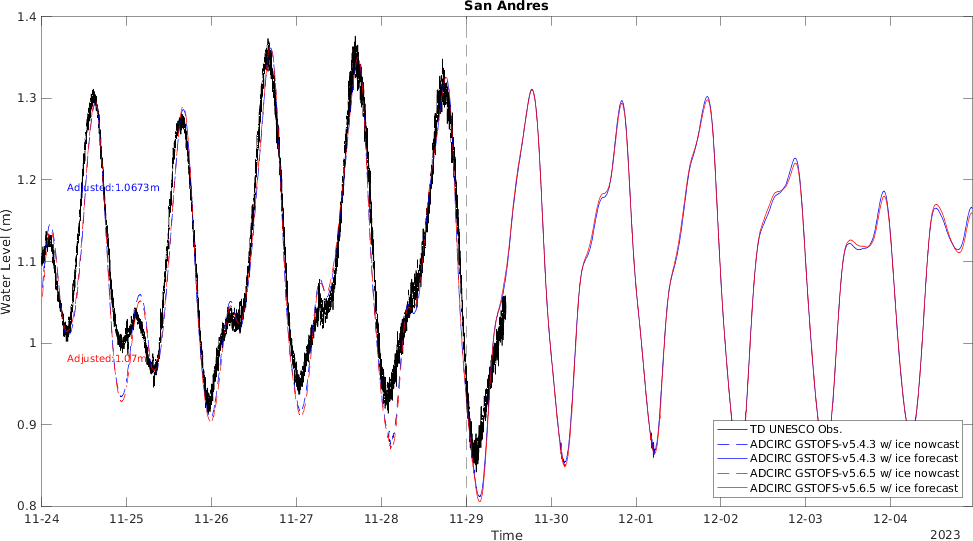 San Andres
1.4
1.3
1.2
1.1
1
0.9
0.8
Water Level (m)
Adjusted:1.0673m
Adjusted:1.07m
TD UNESCO Obs.
ADCIRC GSTOFS-v5.4.3 w/ ice nowcast
ADCIRC GSTOFS-v5.4.3 w/ ice forecast
ADCIRC GSTOFS-v5.6.5 w/ ice nowcast
ADCIRC GSTOFS-v5.6.5 w/ ice forecast
11-24 11-25 11-26 11-27 11-28 11-29 11-30 12-01 12-02 12-03 12-04
Time
2023